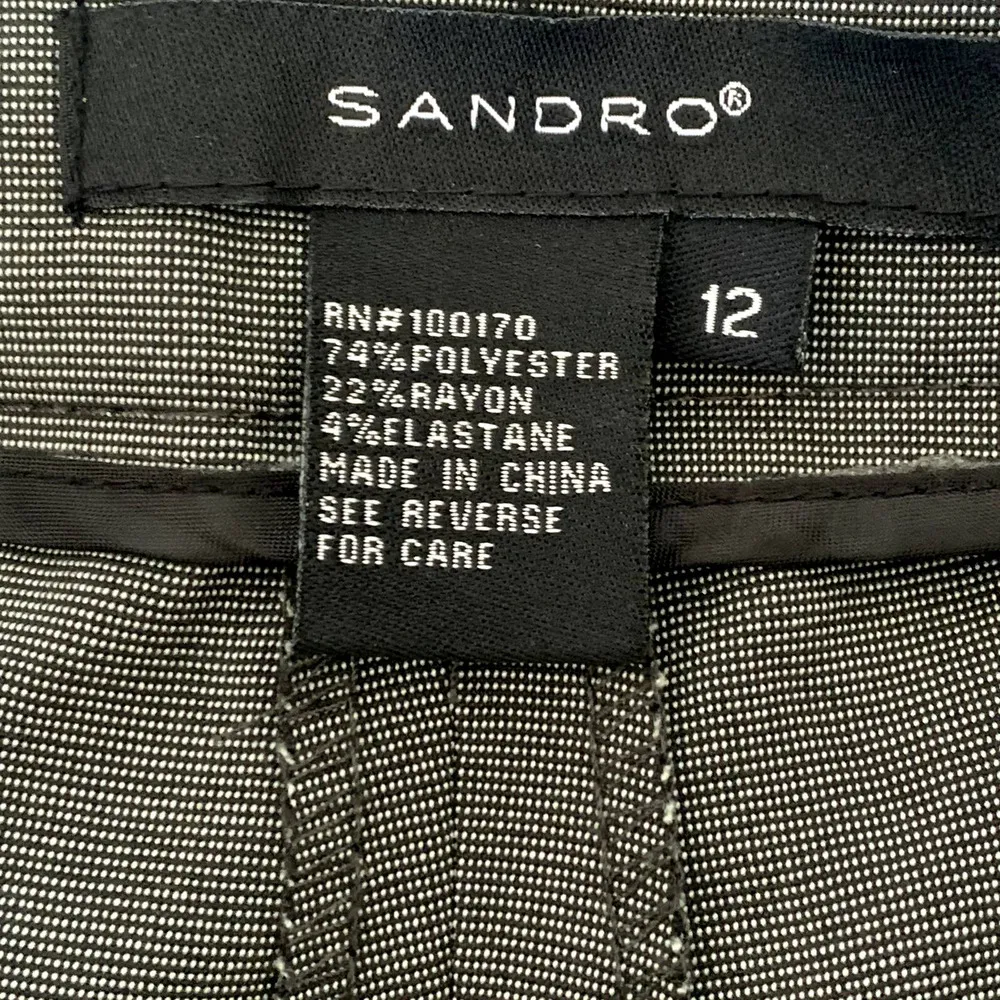 SANDRO®
12
RN#100170
74%POLYESTER
22%RAYON
4%ELASTANE
MADE IN CHINA
SEE REVERSE
FOR CARE